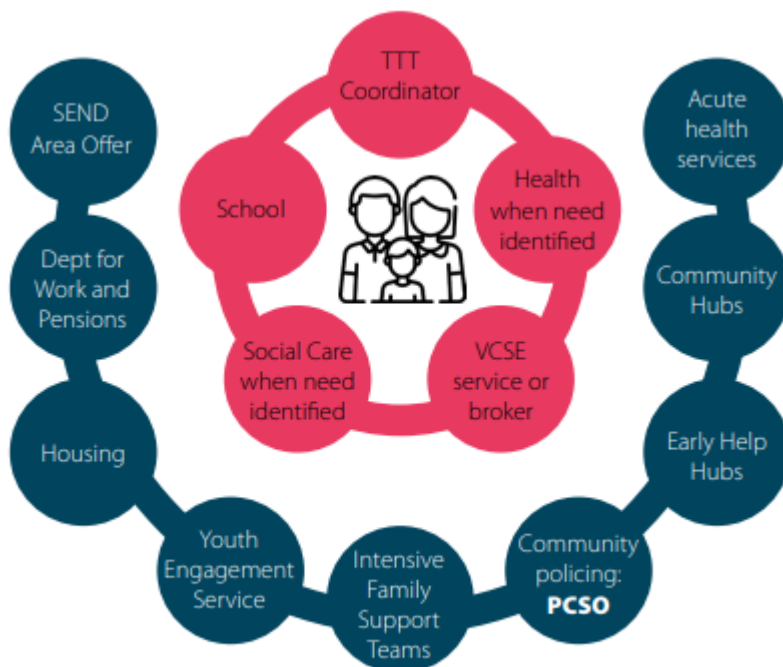 TTT
Coordinator
School
Health
when need
identified
Social Care
when need
identified
VCSE
service or
broker
SEND
Area Offer
Dept for
Work and
Pensions
Housing
Youth
Engagement
Service
Intensive
Family
Support
Teams
Community
policing:
PCSO
Early Help
Hubs
Community
Hubs
Acute
health
services